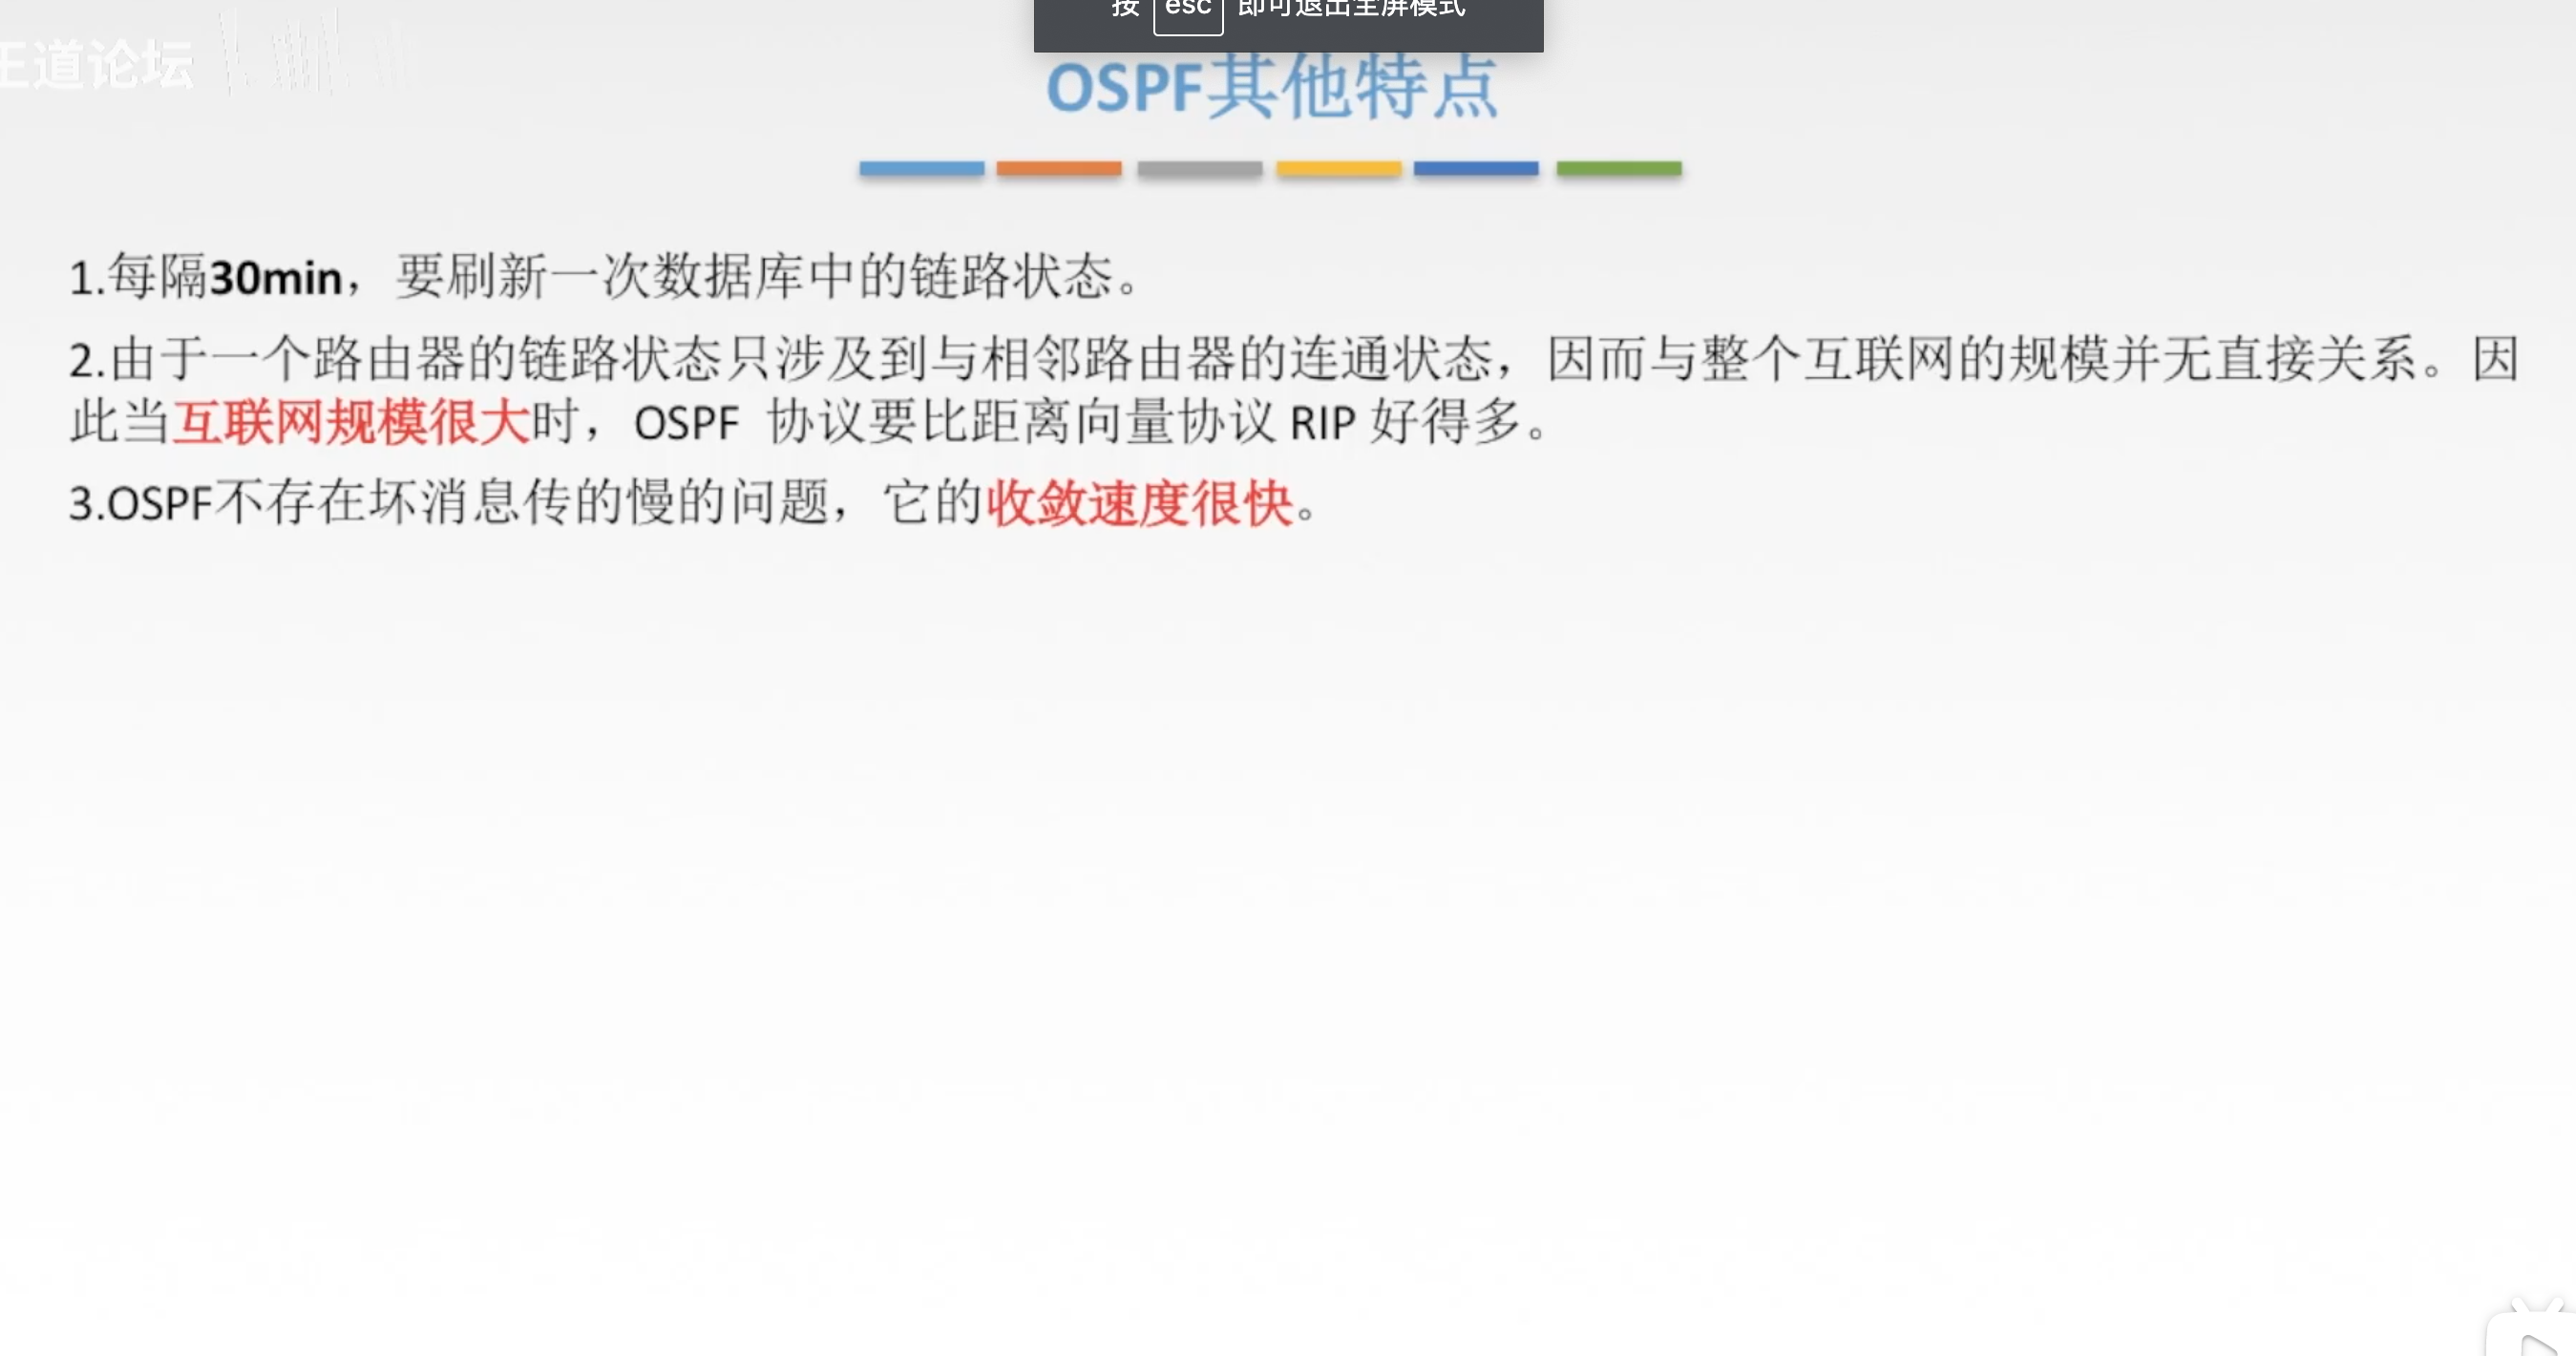 按 esc 即可退出全屏模式
王道论坛
OSPF其他特点
1.每隔30min，要刷新一次数据库中的链路状态。
2.由于一个路由器的链路状态只涉及到与相邻路由器的连通状态，因而与整个互联网的规模并无直接关系。因
此当互联网规模很大时，OSPF 协议要比距离向量协议 RIP 好得多。
3.OSPF不存在坏消息传的慢的问题，它的收敛速度很快。